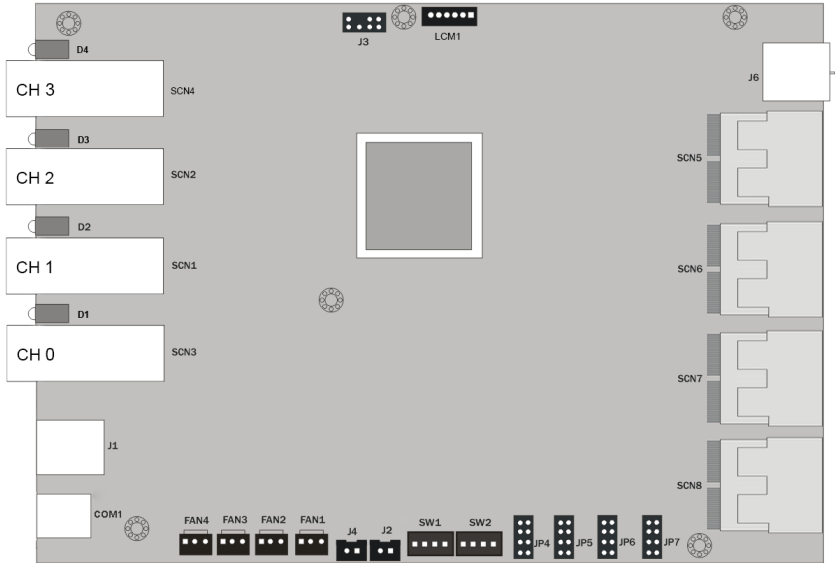 J3
LCM1
D4
J6
CH 3
SCN4
D3
SCN5
CH 2
SCN2
D2
CH 1
SCN1
SCN6
D1
CH 0
SCN3
SCN7
J1
SCN8
COM1
FAN4
FAN3
FAN2
FAN1
J4
J2
SW1
SW2
JP4
JP5
JP6
JP7